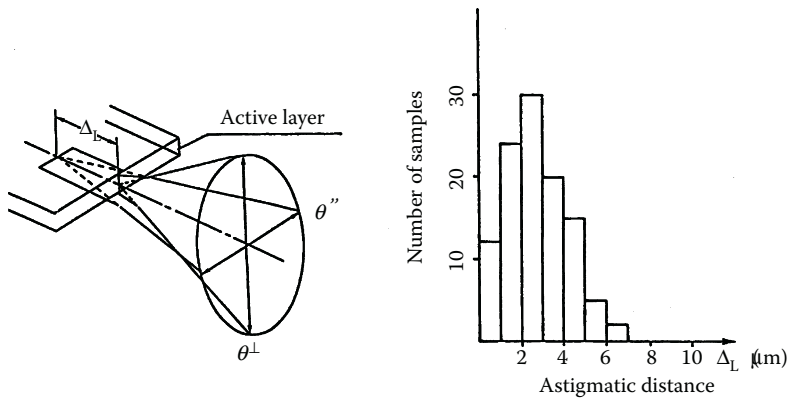 Δ_L
Active layer
θ″
θ⊥
Number of samples
30
20
10
2 4 6 8 10 Δ_L (μm)
Astigmatic distance